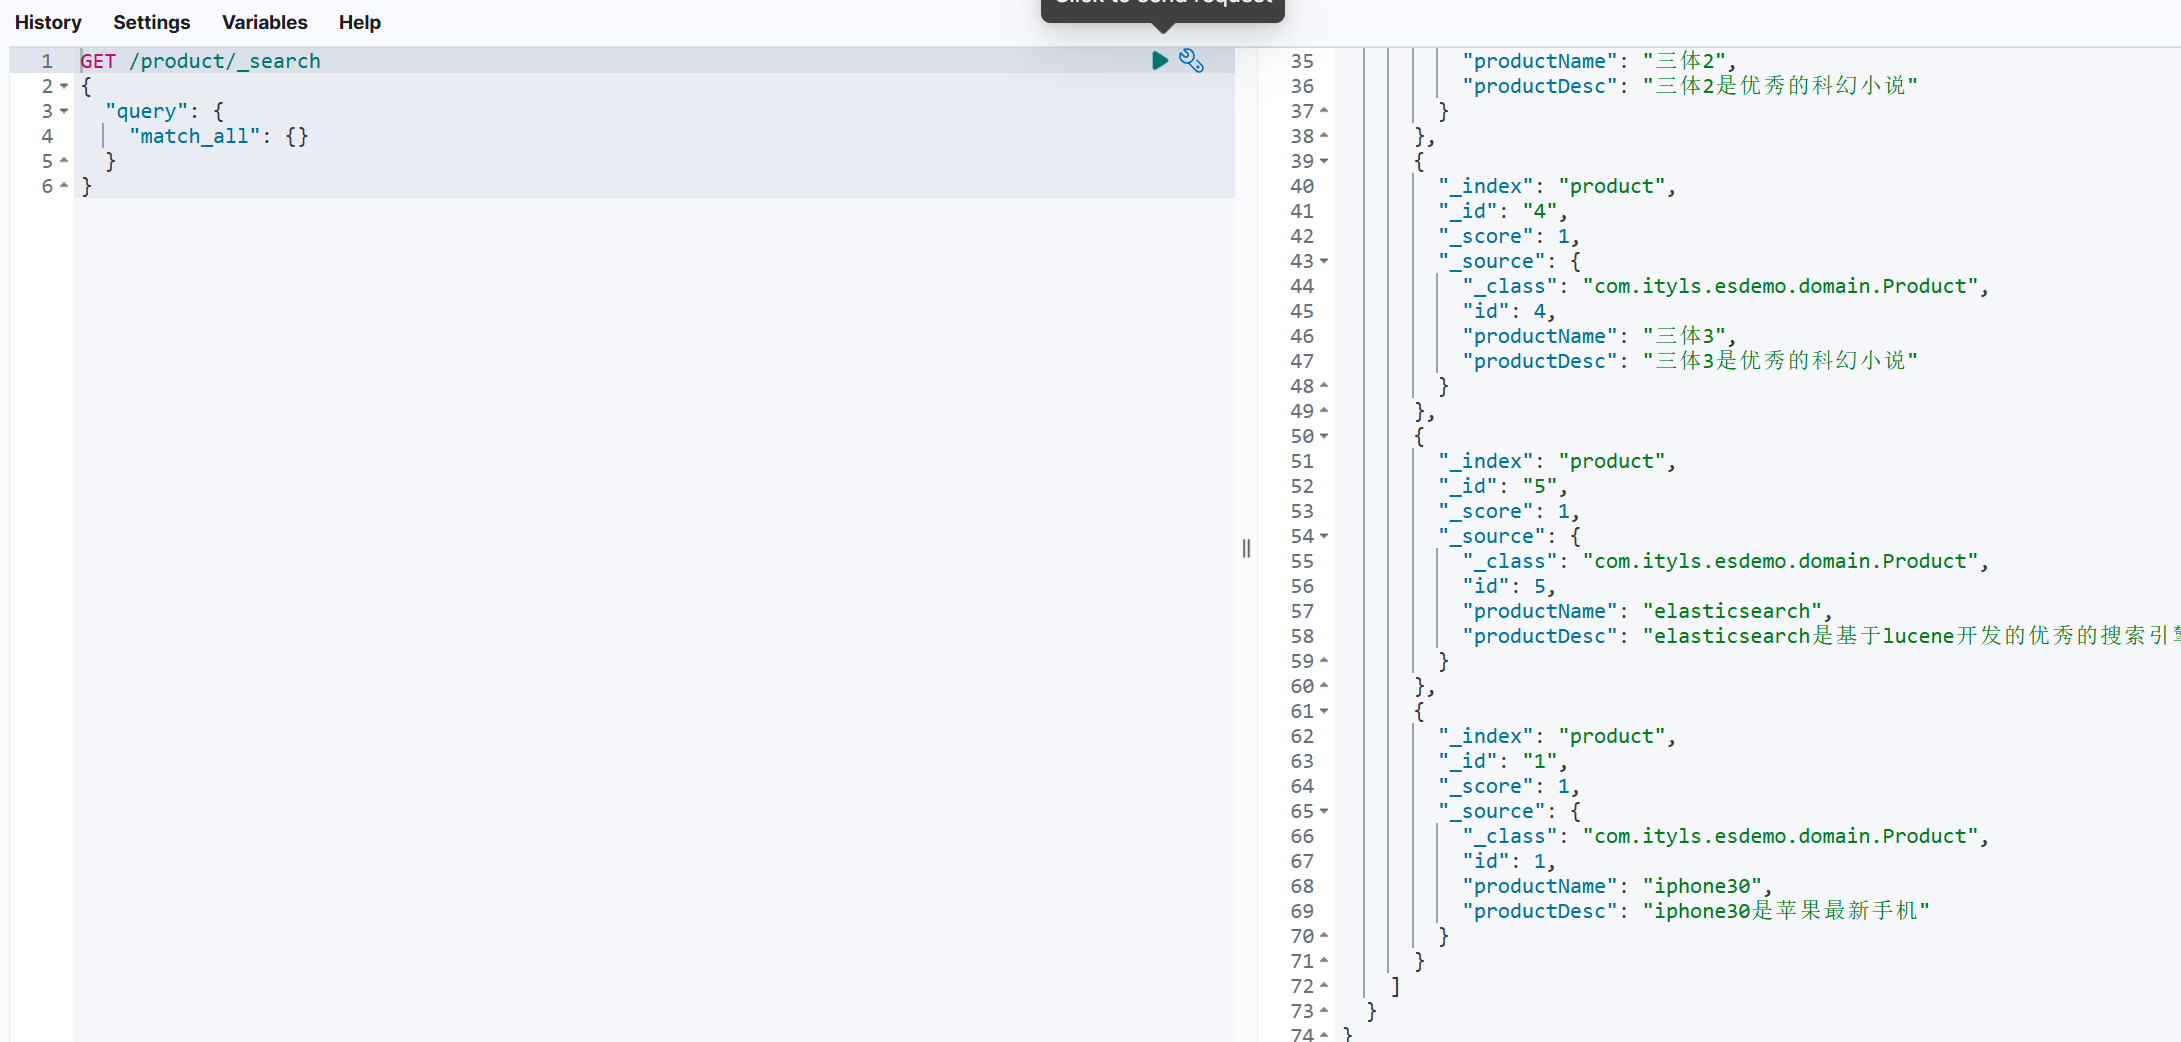 Click to send request
History Settings Variables Help
1 GET /product/_search
2 {
3 "query": {
4 "match_all": {}
5 }
6 }
35 "productName": "三体2",
36 "productDesc": "三体2是优秀的科幻小说"
37 }
38 },
39 {
40 "_index": "product",
41 "_id": "4",
42 "_score": 1,
43 "_source": {
44 "_class": "com.ityls.esdemo.domain.Product",
45 "id": 4,
46 "productName": "三体3",
47 "productDesc": "三体3是优秀的科幻小说"
48 }
49 },
50 {
51 "_index": "product",
52 "_id": "5",
53 "_score": 1,
54 "_source": {
55 "_class": "com.ityls.esdemo.domain.Product",
56 "id": 5,
57 "productName": "elasticsearch",
58 "productDesc": "elasticsearch是基于lucene开发的优秀的搜索引
59 }
60 },
61 {
62 "_index": "product",
63 "_id": "1",
64 "_score": 1,
65 "_source": {
66 "_class": "com.ityls.esdemo.domain.Product",
67 "id": 1,
68 "productName": "iphone30",
69 "productDesc": "iphone30是苹果最新手机"
70 }
71 }
72 ]
73 }
74 }